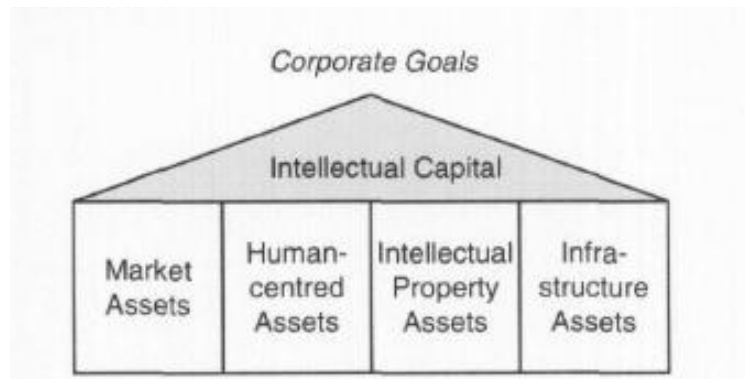 Corporate Goals
Intellectual Capital
Market
Assets
Human-
centred
Assets
Intellectual
Property
Assets
Infra-
structure
Assets